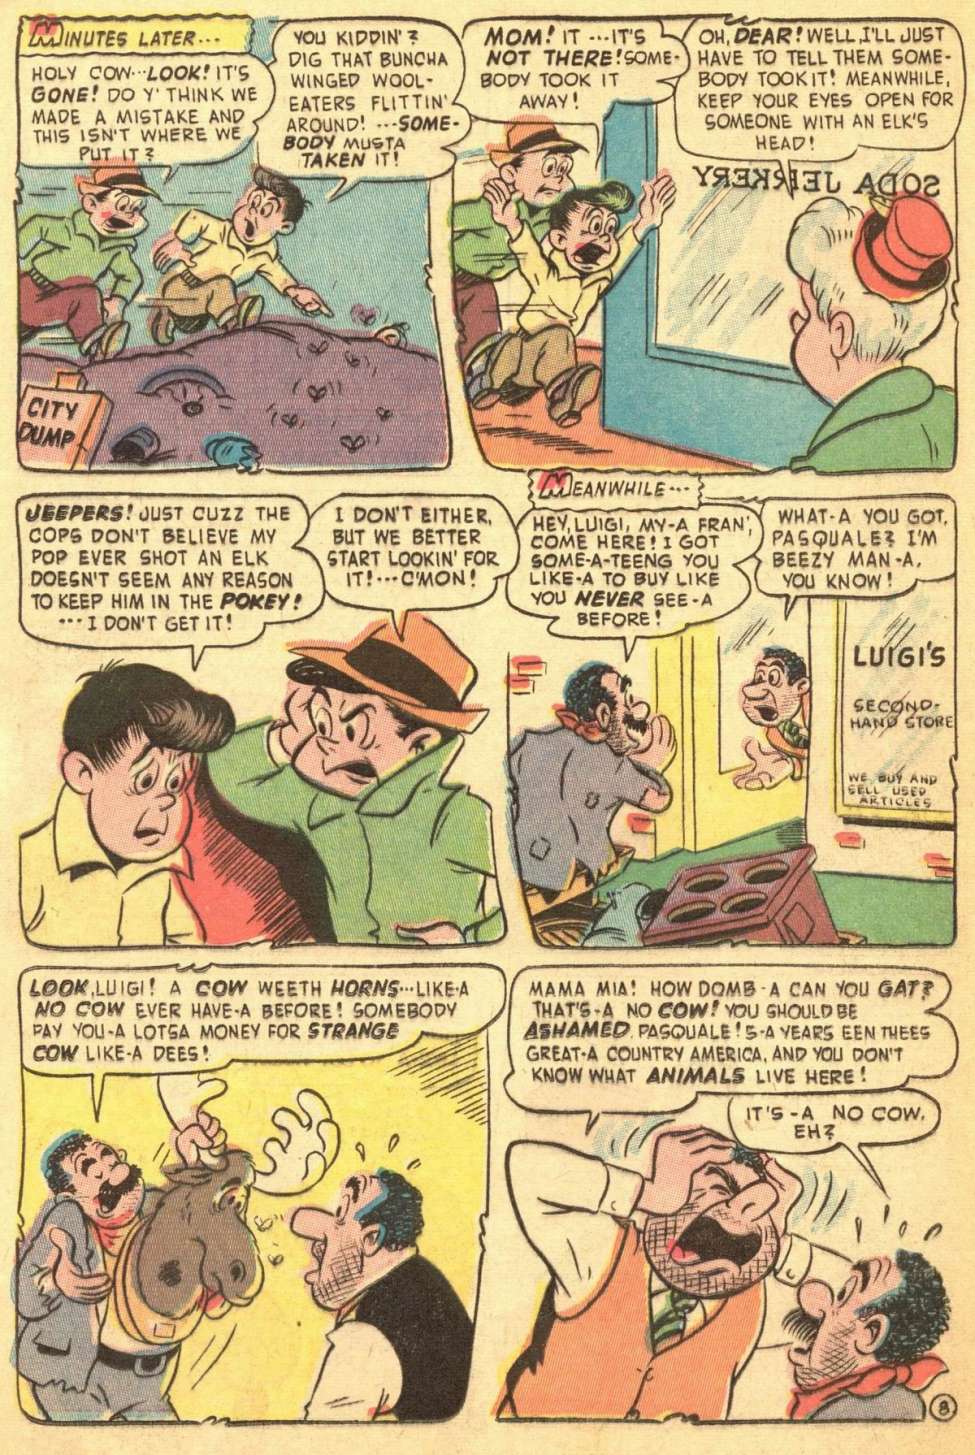 MINUTES LATER...
HOLY COW...LOOK! IT'S
GONE! DO Y' THINK WE
MADE A MISTAKE AND
THIS ISN'T WHERE WE
PUT IT?
YOU KIDDIN'?
DIG THAT BUNCHA
WINGED WOOL-
EATERS FLITTIN'
AROUND! ...SOME-
BODY MUSTA
TAKEN IT!
CITY
DUMP
MOM! IT ...IT'S
NOT THERE! SOME-
BODY TOOK IT
AWAY!
OH, DEAR! WELL, I'LL JUST
HAVE TO TELL THEM SOME-
BODY TOOK IT! MEANWHILE,
KEEP YOUR EYES OPEN FOR
SOMEONE WITH AN ELK'S
HEAD!
SODA JERKERY
JEEPERS! JUST CUZZ THE
COPS DON'T BELIEVE MY
POP EVER SHOT AN ELK
DOESN'T SEEM ANY REASON
TO KEEP HIM IN THE POKEY!
...I DON'T GET IT!
I DON'T EITHER,
BUT WE BETTER
START LOOKIN' FOR
IT!...C'MON!
MEANWHILE...
HEY, LUIGI, MY-A FRAN',
COME HERE! I GOT
SOME-A-TEENG YOU
LIKE-A TO BUY LIKE
YOU NEVER SEE-A
BEFORE!
WHAT-A YOU GOT,
PASQUALE? I'M
BEEZY MAN-A,
YOU KNOW!
LUIGI'S
SECOND-
HAND STORE
WE BUY AND
SELL USED
ARTICLES
LOOK, LUIGI! A COW WEETH HORNS...LIKE-A
NO COW EVER HAVE-A BEFORE! SOMEBODY
PAY YOU-A LOTSA MONEY FOR STRANGE
COW LIKE-A DEES!
MAMA MIA! HOW DOMB-A CAN YOU GAT?
THAT'S-A NO COW! YOU SHOULD BE
ASHAMED, PASQUALE! 5-A YEARS EEN THEES
GREAT-A COUNTRY AMERICA, AND YOU DON'T
KNOW WHAT ANIMALS LIVE HERE!
IT'S-A NO COW,
EH?
8